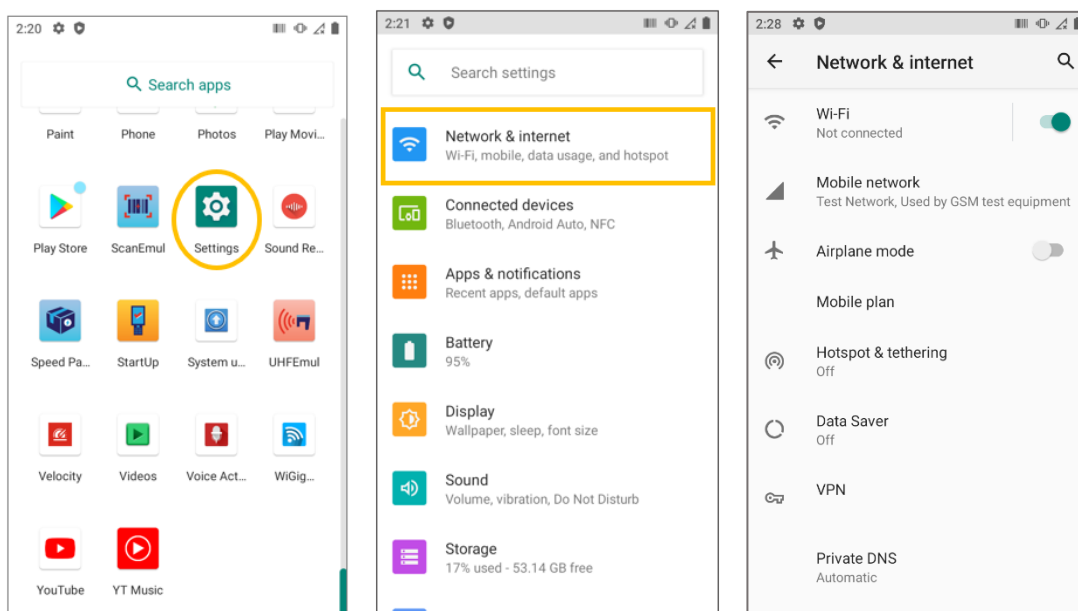 2:20
Search apps
Paint
Phone
Photos
Play Movi...
Play Store
ScanEmul
Settings
Sound Re...
Speed Pa...
StartUp
System u...
UHFEmul
Velocity
Videos
Voice Act...
WiGig...
YouTube
YT Music
2:21
Search settings
Network & internet
Wi-Fi, mobile, data usage, and hotspot
Connected devices
Bluetooth, Android Auto, NFC
Apps & notifications
Recent apps, default apps
Battery
95%
Display
Wallpaper, sleep, font size
Sound
Volume, vibration, Do Not Disturb
Storage
17% used - 53.14 GB free
2:28
Network & internet
Wi-Fi
Not connected
Mobile network
Test Network, Used by GSM test equipment
Airplane mode
Mobile plan
Hotspot & tethering
Off
Data Saver
Off
VPN
Private DNS
Automatic